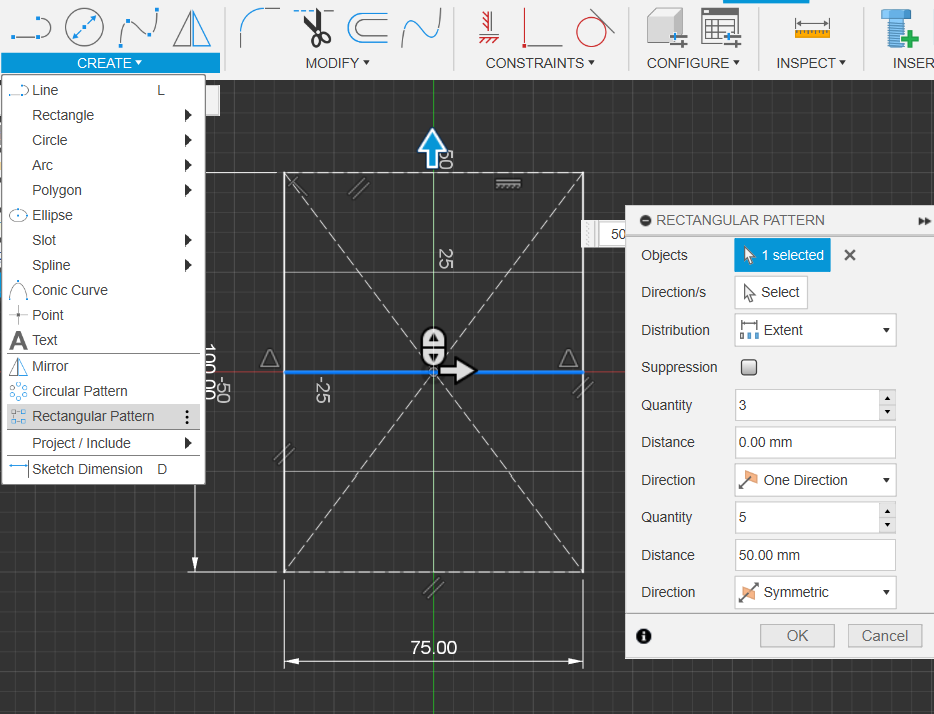 CREATE ▾
MODIFY ▾
CONSTRAINTS ▾
CONFIGURE ▾
INSPECT ▾
INSER
Line L
Rectangle
Circle
Arc
Polygon
Ellipse
Slot
Spline
Conic Curve
Point
A Text
Mirror
Circular Pattern
Rectangular Pattern
Project / Include
Sketch Dimension D
50
25
-25
-50
100.00
75.00
50
RECTANGULAR PATTERN
Objects 1 selected
Direction/s Select
Distribution Extent
Suppression
Quantity 3
Distance 0.00 mm
Direction One Direction
Quantity 5
Distance 50.00 mm
Direction Symmetric
OK Cancel